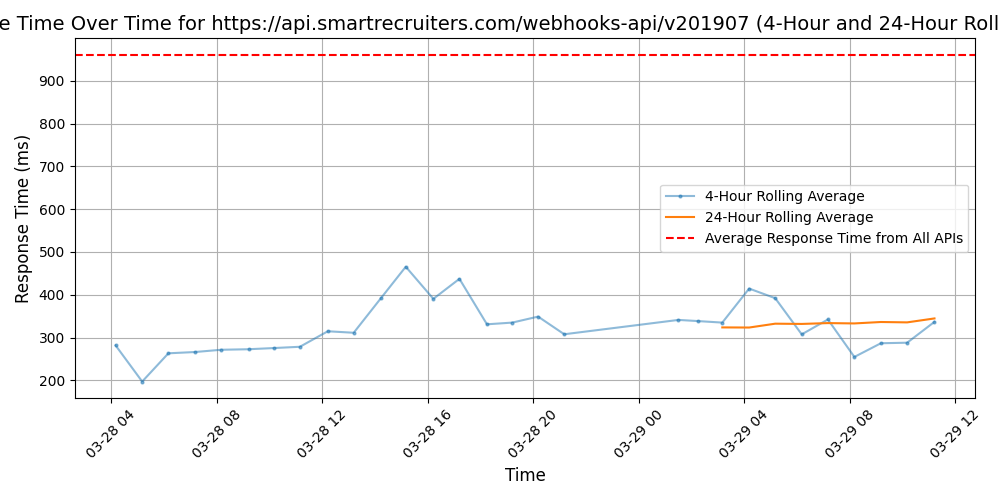 e Time Over Time for https://api.smartrecruiters.com/webhooks-api/v201907 (4-Hour and 24-Hour Roll
Response Time (ms)
900
800
700
600
500
400
300
200
4-Hour Rolling Average
24-Hour Rolling Average
Average Response Time from All APIs
03-28 04
03-28 08
03-28 12
03-28 16
03-28 20
03-29 00
03-29 04
03-29 08
03-29 12
Time